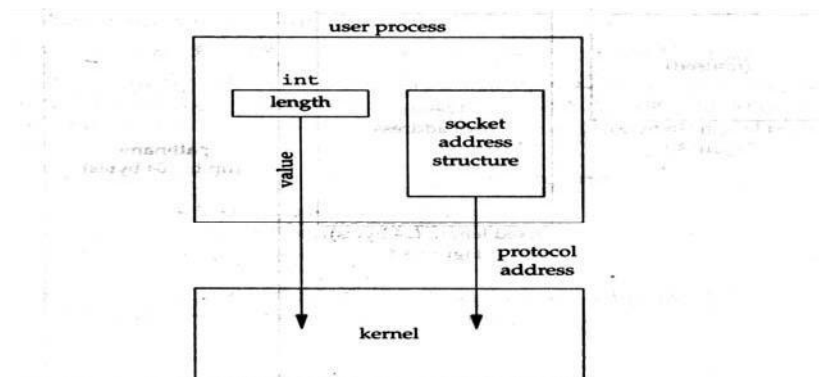 user process
int
length
value
socket
address
structure
protocol
address
kernel